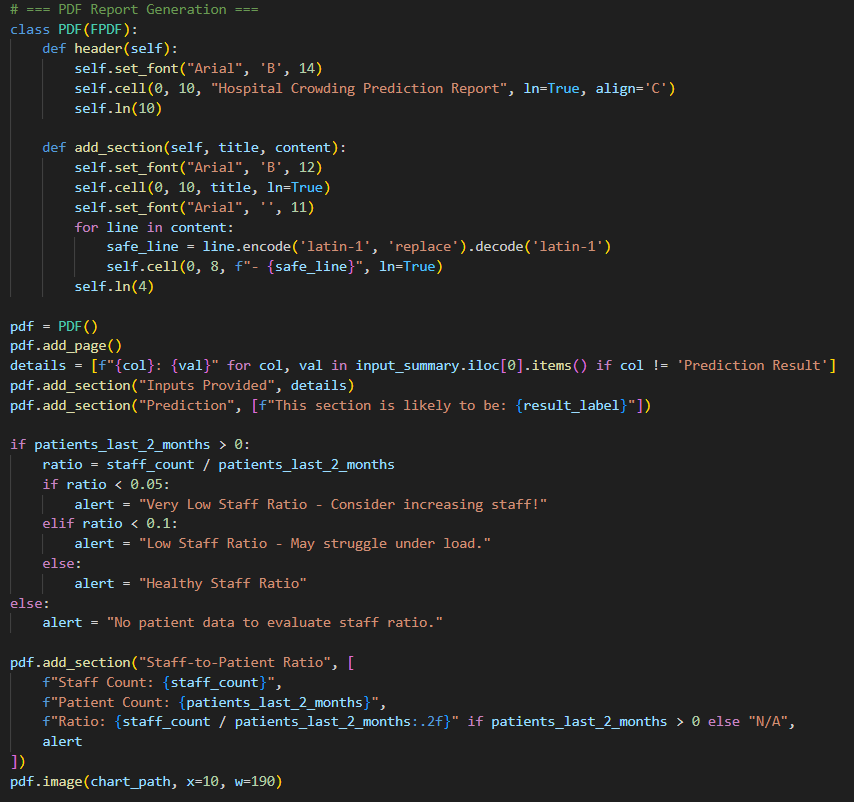 # === PDF Report Generation ===
class PDF(FPDF):
    def header(self):
        self.set_font("Arial", 'B', 14)
        self.cell(0, 10, "Hospital Crowding Prediction Report", ln=True, align='C')
        self.ln(10)

    def add_section(self, title, content):
        self.set_font("Arial", 'B', 12)
        self.cell(0, 10, title, ln=True)
        self.set_font("Arial", '', 11)
        for line in content:
            safe_line = line.encode('latin-1', 'replace').decode('latin-1')
            self.cell(0, 8, f"- {safe_line}", ln=True)
        self.ln(4)

pdf = PDF()
pdf.add_page()
details = [f"{col}: {val}" for col, val in input_summary.iloc[0].items() if col != 'Prediction Result']
pdf.add_section("Inputs Provided", details)
pdf.add_section("Prediction", [f"This section is likely to be: {result_label}"])

if patients_last_2_months > 0:
    ratio = staff_count / patients_last_2_months
    if ratio < 0.05:
        alert = "Very Low Staff Ratio - Consider increasing staff!"
    elif ratio < 0.1:
        alert = "Low Staff Ratio - May struggle under load."
    else:
        alert = "Healthy Staff Ratio"
else:
    alert = "No patient data to evaluate staff ratio."

pdf.add_section("Staff-to-Patient Ratio", [
    f"Staff Count: {staff_count}",
    f"Patient Count: {patients_last_2_months}",
    f"Ratio: {staff_count / patients_last_2_months:.2f}" if patients_last_2_months > 0 else "N/A",
    alert
])
pdf.image(chart_path, x=10, w=190)